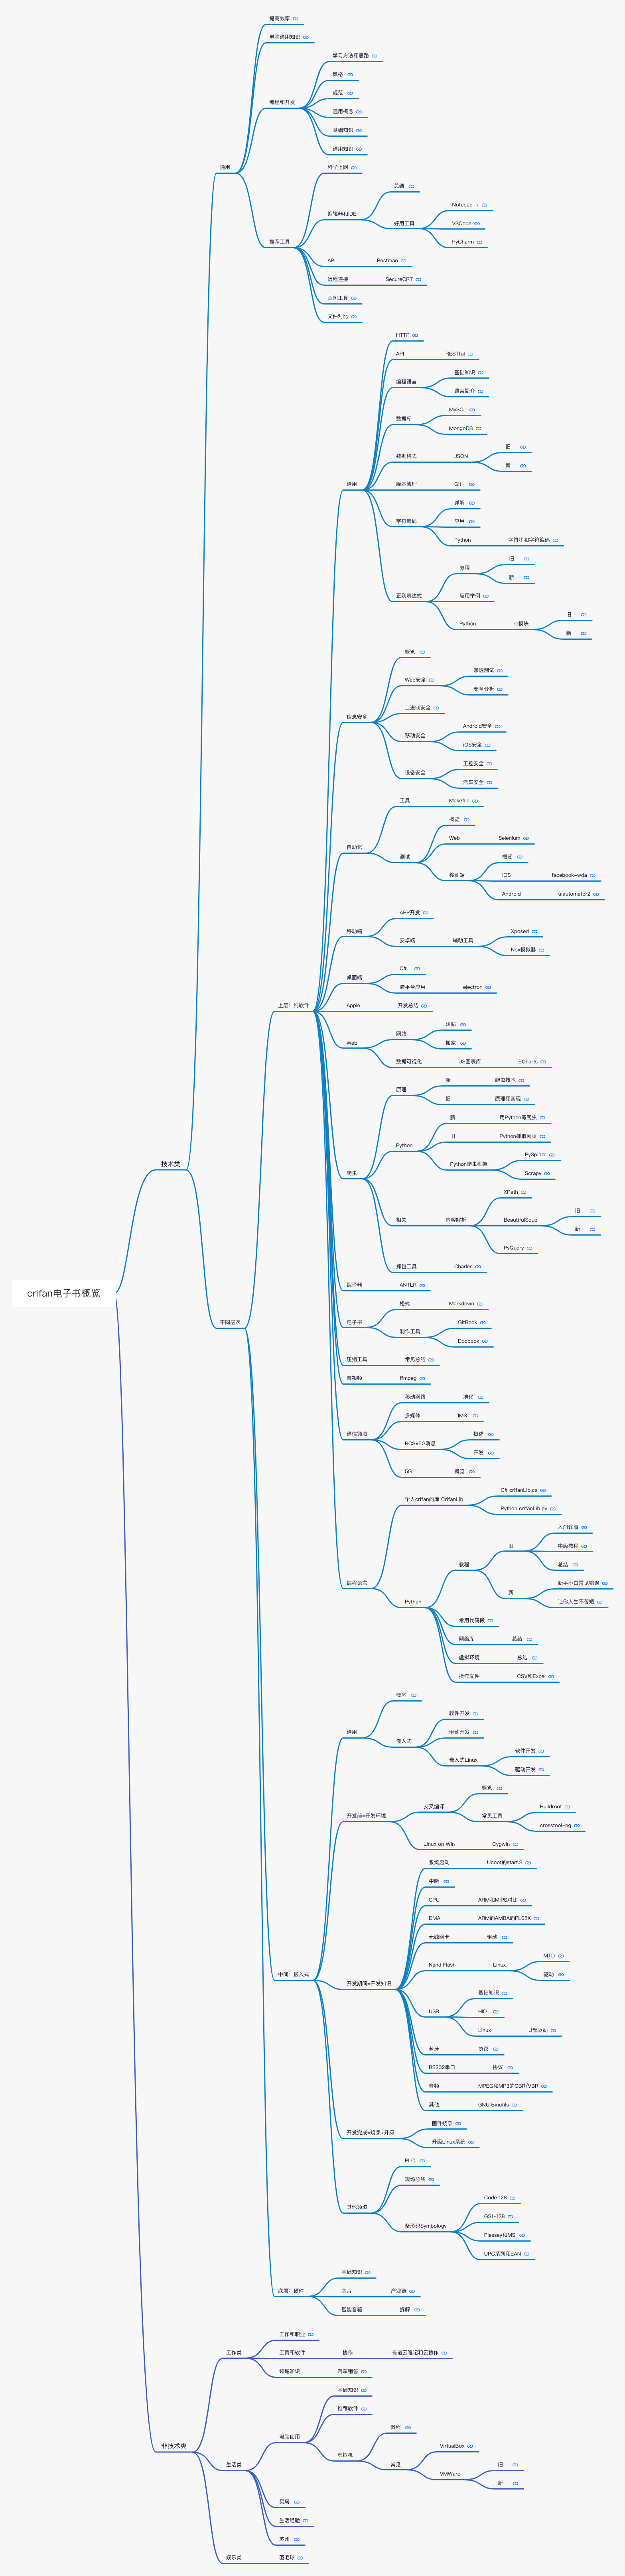 提高效率
电脑通用知识
学习方法和思路
风格
规范
编程和开发
通用概念
基础知识
通用知识
通用
科学上网
总结
编辑器和IDE
Notepad++
好用工具
VSCode
推荐工具
PyCharm
API Postman
远程连接 SecureCRT
画图工具
文件对比
HTTP
API RESTful
基础知识
编程语言
语言简介
MySQL
数据库
MongoDB
旧
数据格式 JSON
新
通用
版本管理 Git
详解
字符编码 应用
Python 字符串和字符编码
旧
教程
新
正则表达式 应用举例
旧
Python re模块
新
概览
渗透测试
Web安全
安全分析
信息安全
二进制安全
Android安全
移动安全
iOS安全
工控安全
设备安全
汽车安全
工具 Makefile
概览
自动化
Web Selenium
测试
概览
移动端 iOS facebook-wda
Android uiautomator2
APP开发
移动端
Xposed
安卓端 辅助工具
Nox模拟器
C#
桌面端
跨平台应用 electron
上层：纯软件
Apple 开发总结
建站
网站
Web 搬家
数据可视化 JS图表库 ECharts
新 爬虫技术
原理
旧 原理和实现
新 用Python写爬虫
旧 Python抓取网页
Python
PySpider
Python爬虫框架
技术类
爬虫 Scrapy
XPath
旧
相关 内容解析 BeautifulSoup
新
PyQuery
抓包工具 Charles
编译器 ANTLR
crifan电子书概览
格式 Markdown
电子书 GitBook
不同层次
制作工具
Docbook
压缩工具 常见总结
音视频 ffmpeg
移动网络 演化
多媒体 IMS
通信领域
概述
RCS=5G消息
开发
5G 概览
C# crifanLib.cs
个人crifan的库 CrifanLib
Python crifanLib.py
入门详解
旧 中级教程
教程 总结
编程语言
新手小白常见错误
新
Python 让你人生不苦短
常用代码段
网络库 总结
虚拟环境 总结
操作文件 CSV和Excel
概念
软件开发
通用
驱动开发
嵌入式
软件开发
嵌入式Linux
驱动开发
概览
交叉编译
Buildroot
开发前=开发环境 常见工具
crosstool-ng
Linux on Win Cygwin
系统启动 Uboot的start.S
中断
CPU ARM和MIPS对比
DMA ARM的AMBA的PL08X
无线网卡 驱动
MTD
Nand Flash Linux
中间：嵌入式 驱动
开发期间=开发知识
基础知识
USB HID
Linux U盘驱动
蓝牙 协议
RS232串口 协议
音频 MPEG和MP3的CBR/VBR
其他 GNU Binutils
固件烧录
开发完成=烧录+升级
升级Linux系统
PLC
现场总线
Code 128
其他领域
GS1-128
条形码Symbology
Plessey和MSI
UPC系列和EAN
基础知识
底层：硬件 芯片 产业链
智能音箱 拆解
工作和职业
工作类 工具和软件 协作 有道云笔记和云协作
领域知识 汽车销售
基础知识
推荐软件
电脑使用 教程
非技术类
虚拟机 VirtualBox
生活类
常见
旧
VMWare
新
买房
生活经验
苏州
娱乐类 羽毛球